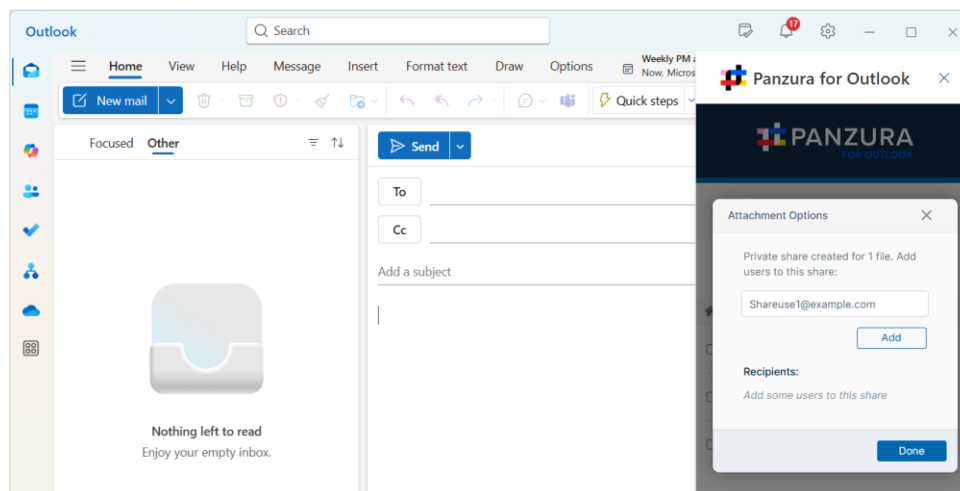 Outlook
Search
17
Home View Help Message Insert Format text Draw Options
Weekly PM
Now, Micros
New mail
Quick steps
Focused Other
Send
To
Cc
Add a subject
Nothing left to read
Enjoy your empty inbox.
Panzura for Outlook
PANZURA
FOR OUTLOOK
Attachment Options
Private share created for 1 file. Add
users to this share:
Shareuse1@example.com
Add
Recipients:
Add some users to this share
Done